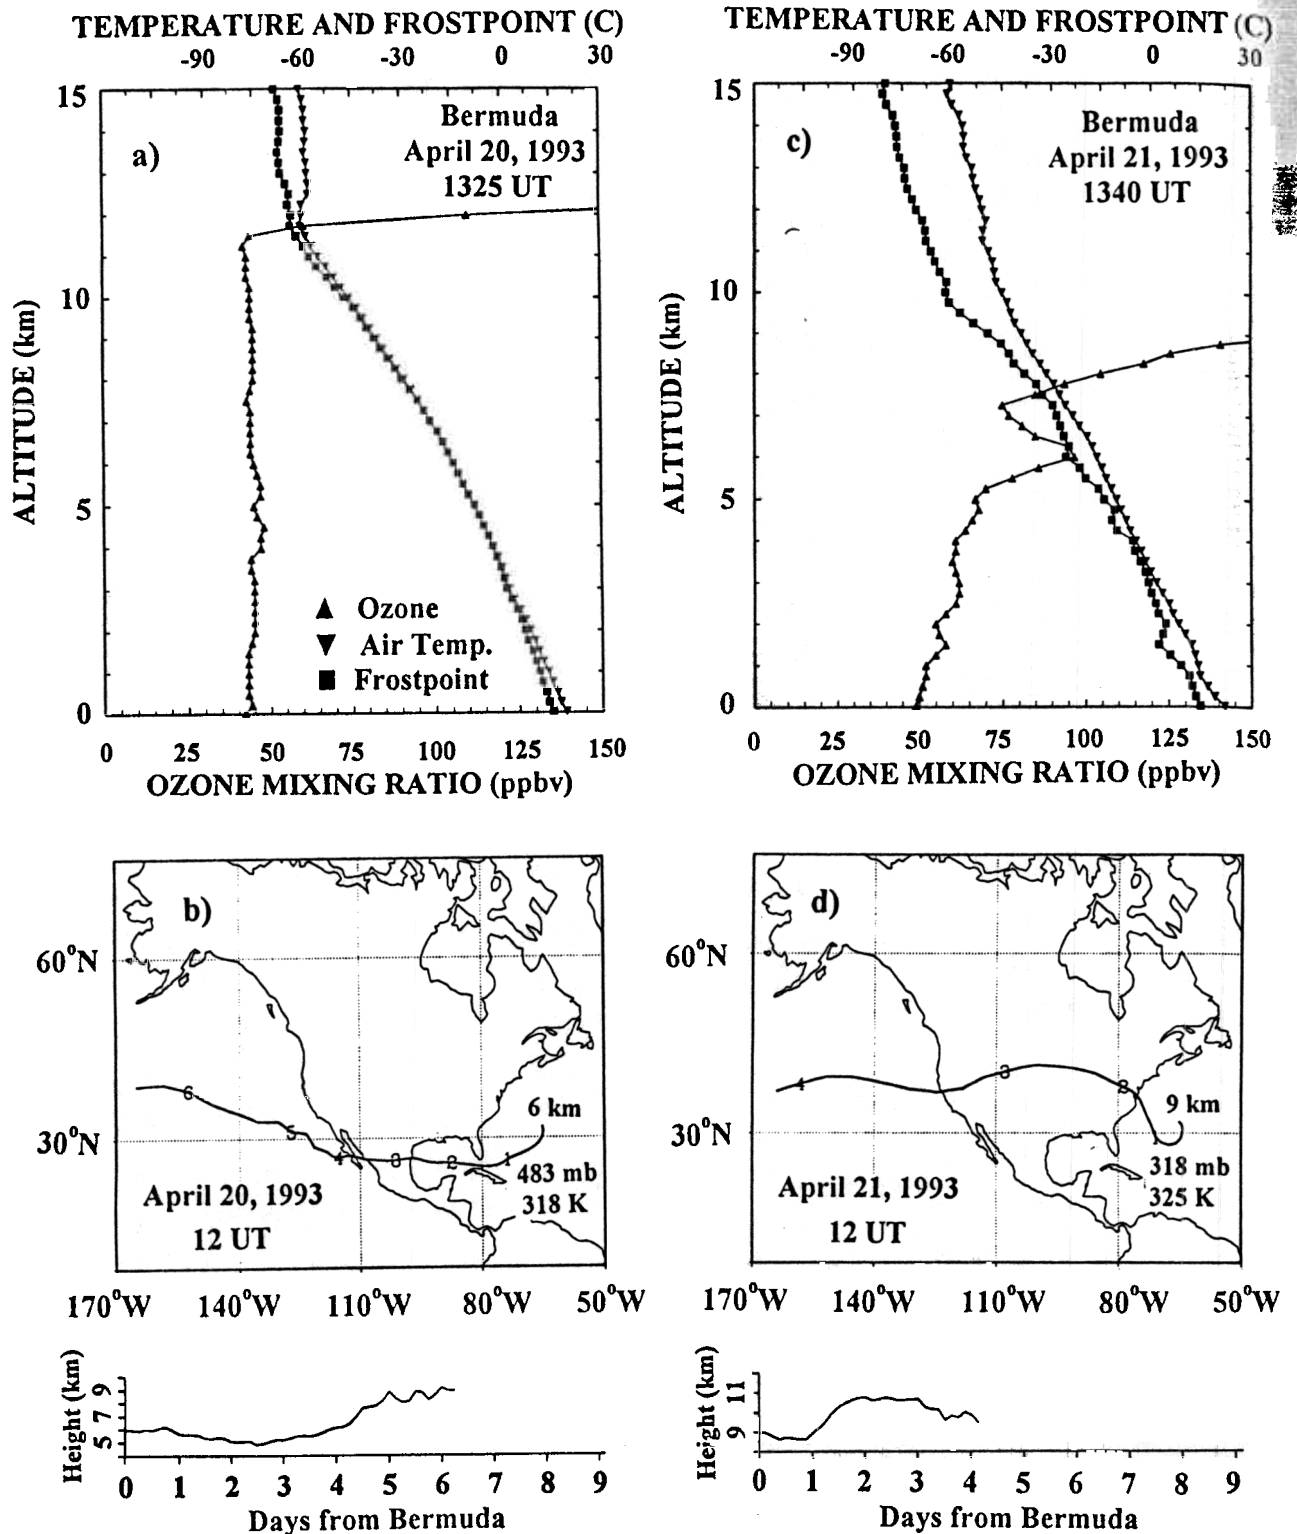 TEMPERATURE AND FROSTPOINT (C)
-90 -60 -30 0 30
15
10
5
0
ALTITUDE (km)
a)
Bermuda
April 20, 1993
1325 UT
▲ Ozone
▼ Air Temp.
■ Frostpoint
0 25 50 75 100 125 150
OZONE MIXING RATIO (ppbv)
TEMPERATURE AND FROSTPOINT (C)
-90 -60 -30 0 30
15
10
5
0
ALTITUDE (km)
c)
Bermuda
April 21, 1993
1340 UT
0 25 50 75 100 125 150
OZONE MIXING RATIO (ppbv)
b)
60°N
30°N
6 5 4 3 2 1
6 km
483 mb
318 K
April 20, 1993
12 UT
170°W 140°W 110°W 80°W 50°W
Height (km)
9
7
5
0 1 2 3 4 5 6 7 8 9
Days from Bermuda
d)
60°N
30°N
4 3 2
9 km
318 mb
325 K
April 21, 1993
12 UT
170°W 140°W 110°W 80°W 50°W
Height (km)
11
9
0 1 2 3 4 5 6 7 8 9
Days from Bermuda